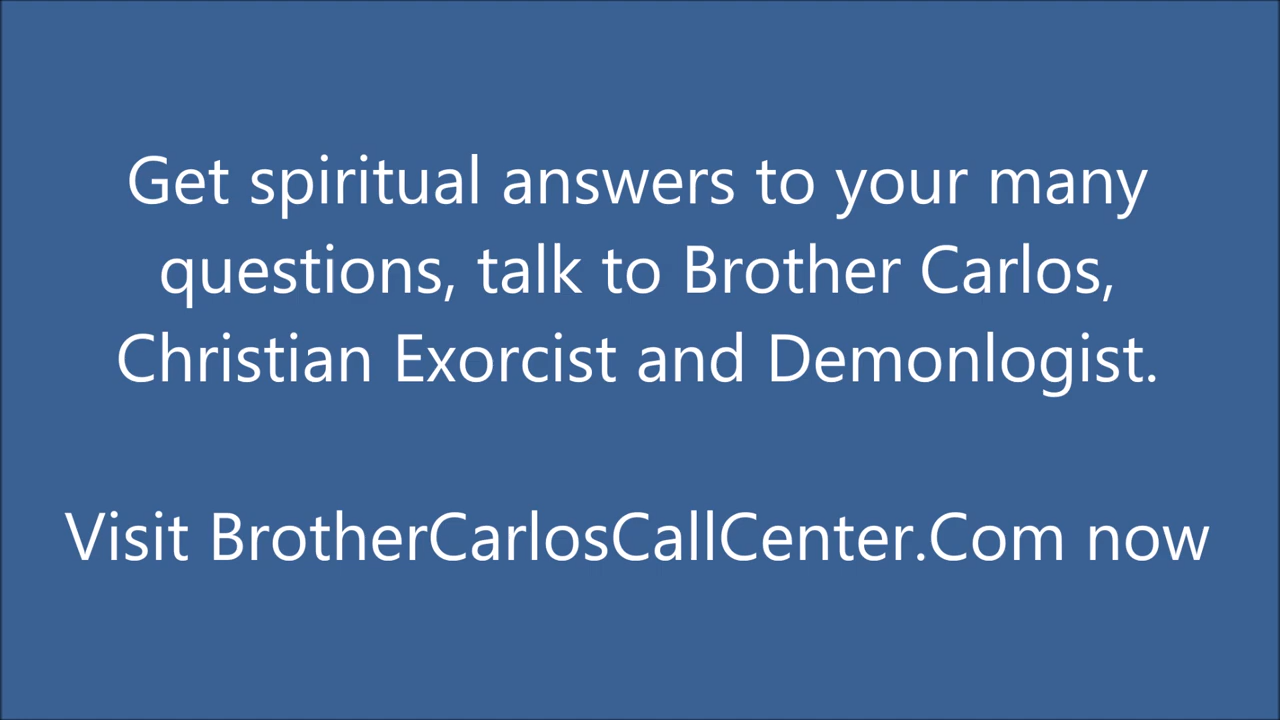 Get spiritual answers to your many
questions, talk to Brother Carlos,
Christian Exorcist and Demonlogist.
Visit BrotherCarlosCallCenter.Com now